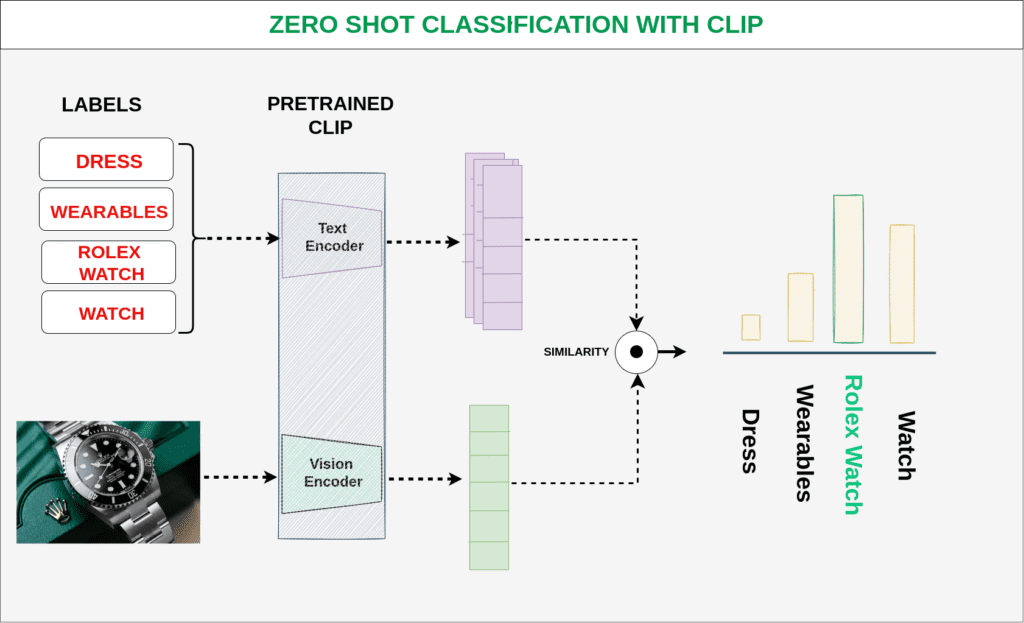 ZERO SHOT CLASSIFICATION WITH CLIP
LABELS
DRESS
WEARABLES
ROLEX
WATCH
WATCH
PRETRAINED
CLIP
Text
Encoder
Vision
Encoder
SIMILARITY
Dress
Wearables
Rolex Watch
Watch